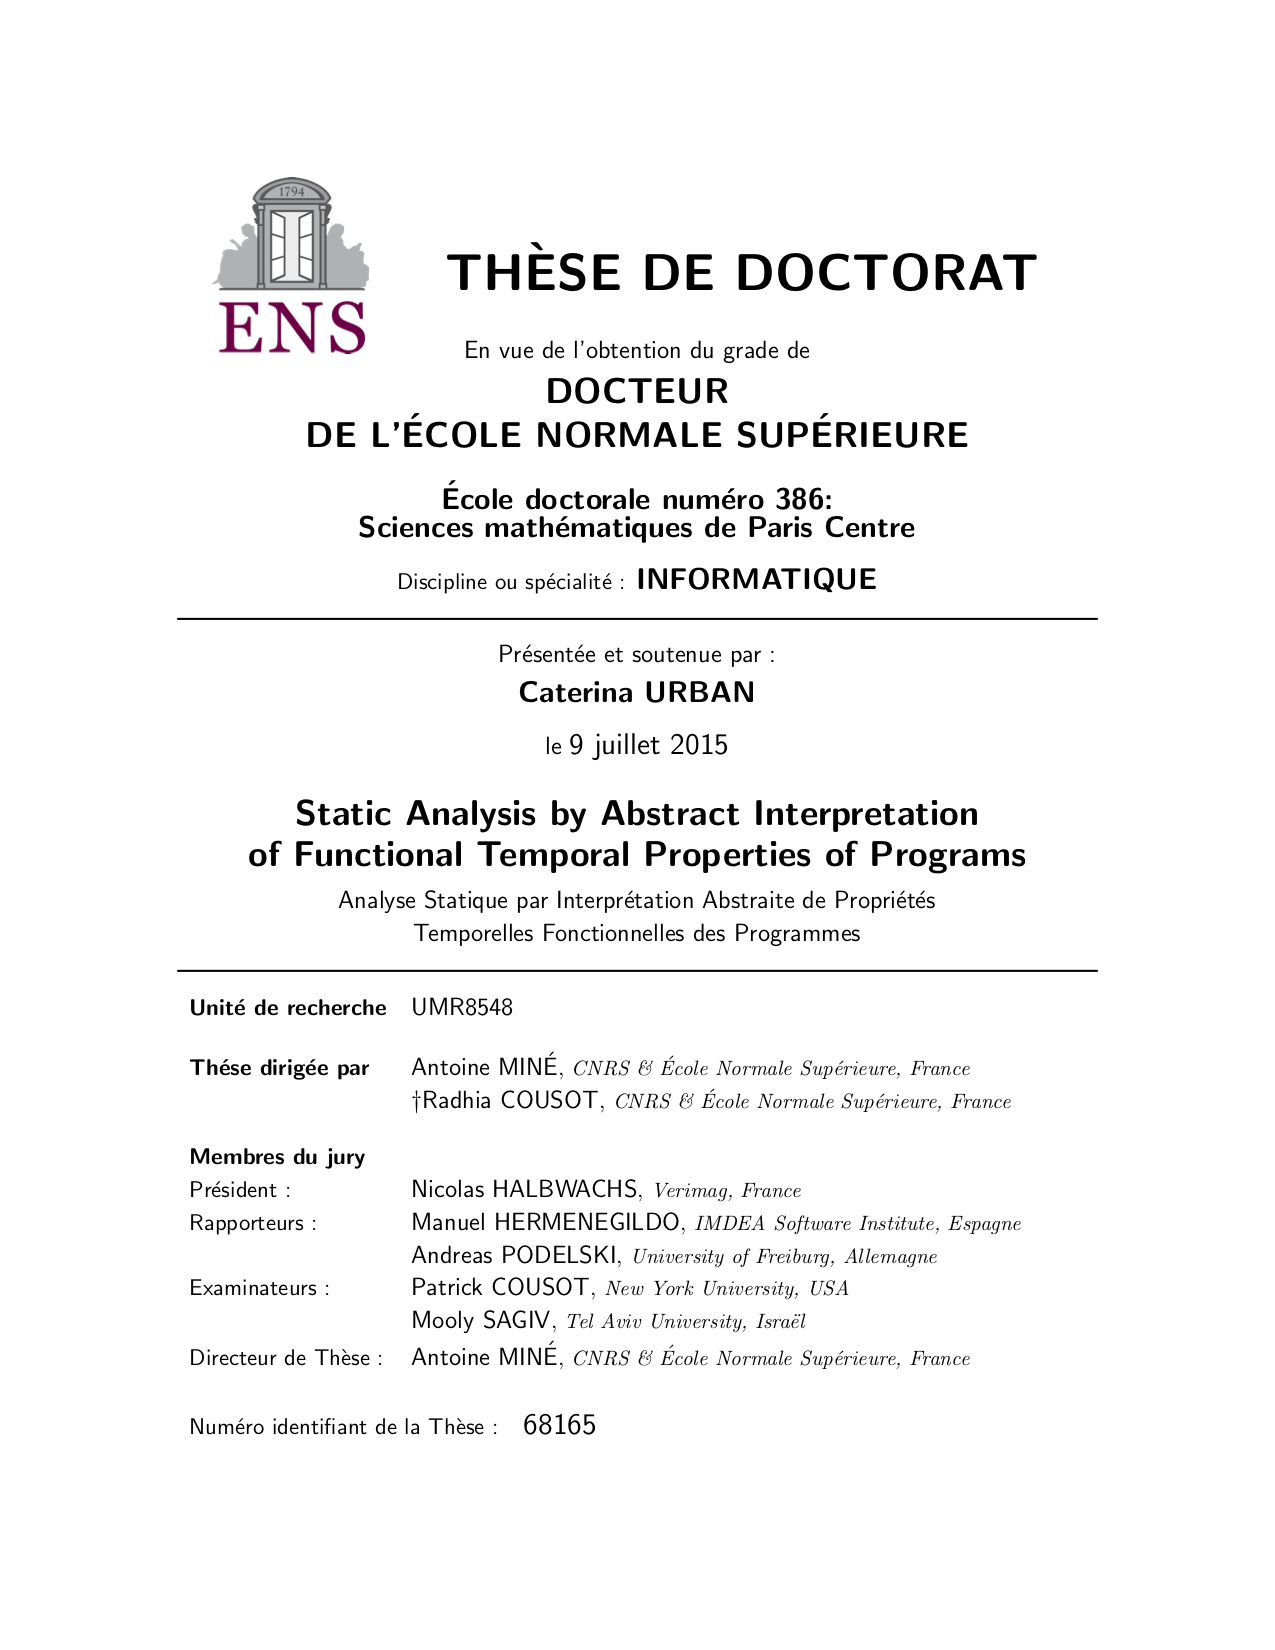 1794
ENS
THÈSE DE DOCTORAT
En vue de l'obtention du grade de
DOCTEUR
DE L'ÉCOLE NORMALE SUPÉRIEURE
École doctorale numéro 386:
Sciences mathématiques de Paris Centre
Discipline ou spécialité : INFORMATIQUE
Présentée et soutenue par :
Caterina URBAN
le 9 juillet 2015
Static Analysis by Abstract Interpretation
of Functional Temporal Properties of Programs
Analyse Statique par Interprétation Abstraite de Propriétés
Temporelles Fonctionnelles des Programmes
Unité de recherche UMR8548
Thése dirigée par Antoine MINÉ, CNRS & École Normale Supérieure, France
†Radhia COUSOT, CNRS & École Normale Supérieure, France
Membres du jury
Président : Nicolas HALBWACHS, Verimag, France
Rapporteurs : Manuel HERMENEGILDO, IMDEA Software Institute, Espagne
Andreas PODELSKI, University of Freiburg, Allemagne
Examinateurs : Patrick COUSOT, New York University, USA
Mooly SAGIV, Tel Aviv University, Israël
Directeur de Thèse : Antoine MINÉ, CNRS & École Normale Supérieure, France
Numéro identifiant de la Thèse : 68165